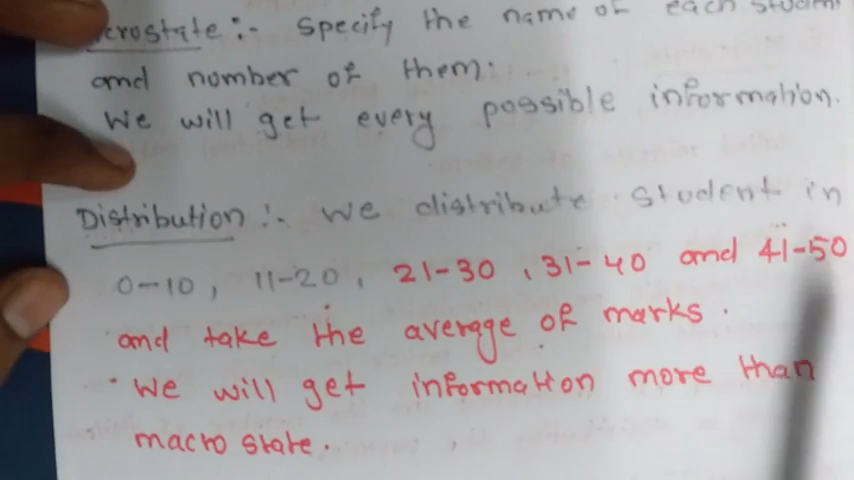 crostate :- Specify the name of each student
and number of them.
We will get every possible information.
Distribution :- We distribute student in
0-10, 11-20, 21-30, 31-40 and 41-50
and take the average of marks.
We will get information more than
macro state.